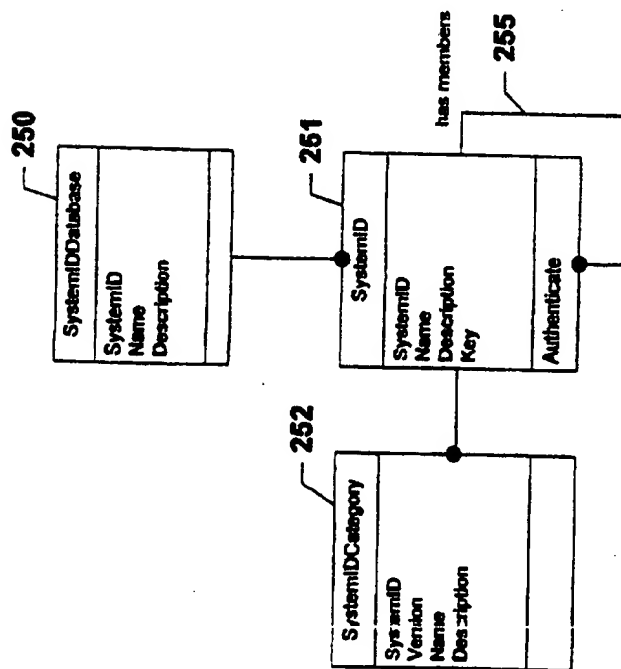 250
SystemIDDatabase
SystemID
Name
Description
251
SystemID
SystemID
Name
Description
Key
Authenticate
has members
255
252
SystemIDCategory
SystemID
Version
Name
Description